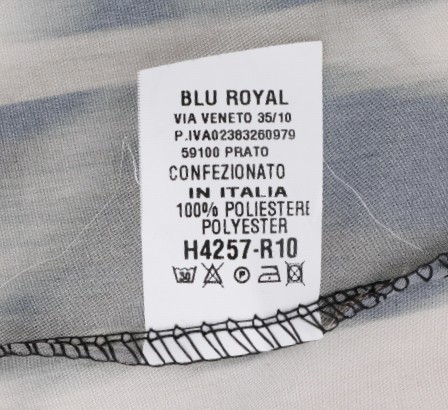 BLU ROYAL
VIA VENETO 35/10
P.IVA02383260979
59100 PRATO
CONFEZIONATO
IN ITALIA
100% POLIESTERE
POLYESTER
H4257-R10
30 P